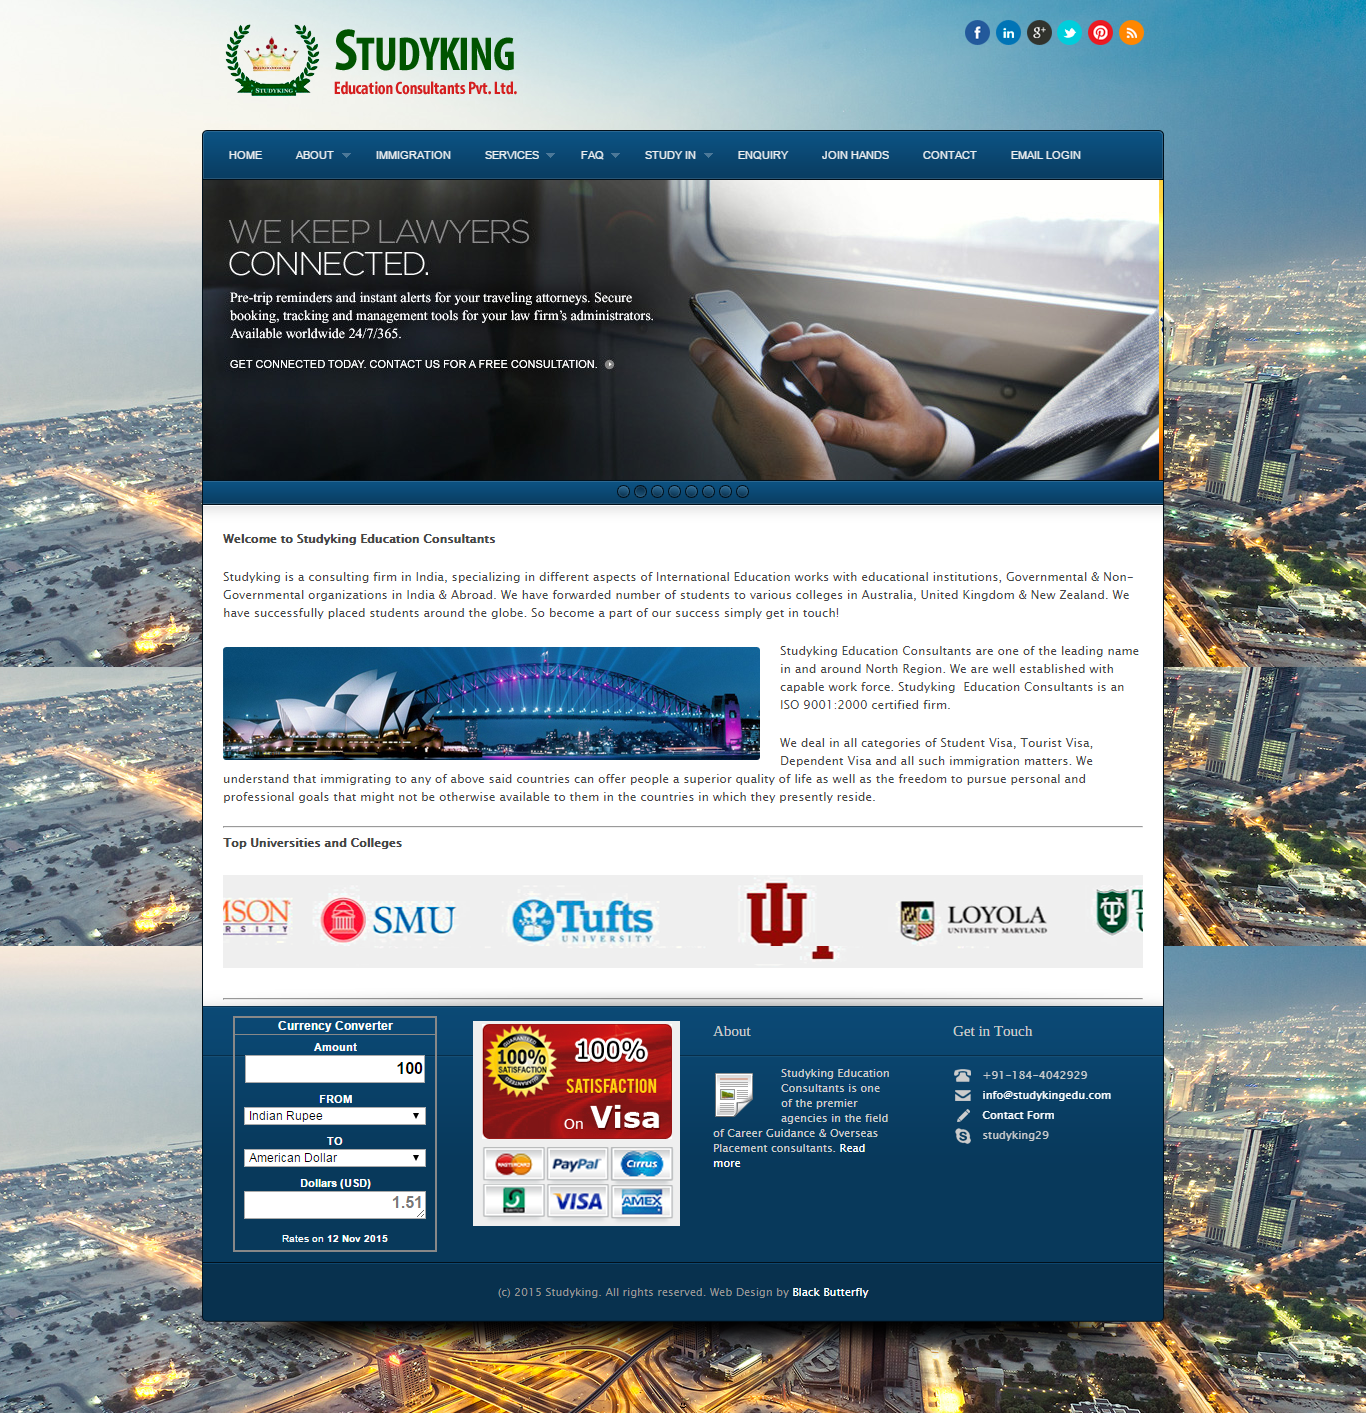 STUDYKING
STUDYKING
Education Consultants Pvt. Ltd.
HOME ABOUT IMMIGRATION SERVICES FAQ STUDY IN ENQUIRY JOIN HANDS CONTACT EMAIL LOGIN
WE KEEP LAWYERS
CONNECTED.
Pre-trip reminders and instant alerts for your traveling attorneys. Secure
booking, tracking and management tools for your law firm's administrators.
Available worldwide 24/7/365.
GET CONNECTED TODAY. CONTACT US FOR A FREE CONSULTATION.
Welcome to Studyking Education Consultants
Studyking is a consulting firm in India, specializing in different aspects of International Education works with educational institutions, Governmental & Non-
Governmental organizations in India & Abroad. We have forwarded number of students to various colleges in Australia, United Kingdom & New Zealand. We
have successfully placed students around the globe. So become a part of our success simply get in touch!
Studyking Education Consultants are one of the leading name
in and around North Region. We are well established with
capable work force. Studyking Education Consultants is an
ISO 9001:2000 certified firm.
We deal in all categories of Student Visa, Tourist Visa,
Dependent Visa and all such immigration matters. We
understand that immigrating to any of above said countries can offer people a superior quality of life as well as the freedom to pursue personal and
professional goals that might not be otherwise available to them in the countries in which they presently reside.
Top Universities and Colleges
MSON
ERSITY
SMU
Tufts
UNIVERSITY
LOYOLA
UNIVERSITY MARYLAND
Currency Converter
Amount
100
FROM
Indian Rupee
TO
American Dollar
Dollars (USD)
1.51
Rates on 12 Nov 2015
GUARANTEED
100%
SATISFACTION
GUARANTEED
100%
SATISFACTION
On Visa
MASTERCARD PayPal Cirrus
SWITCH VISA AMEX
About
Studyking Education
Consultants is one
of the premier
agencies in the field
of Career Guidance & Overseas
Placement consultants. Read
more
Get in Touch
+91-184-4042929
info@studykingedu.com
Contact Form
studyking29
(c) 2015 Studyking. All rights reserved. Web Design by Black Butterfly